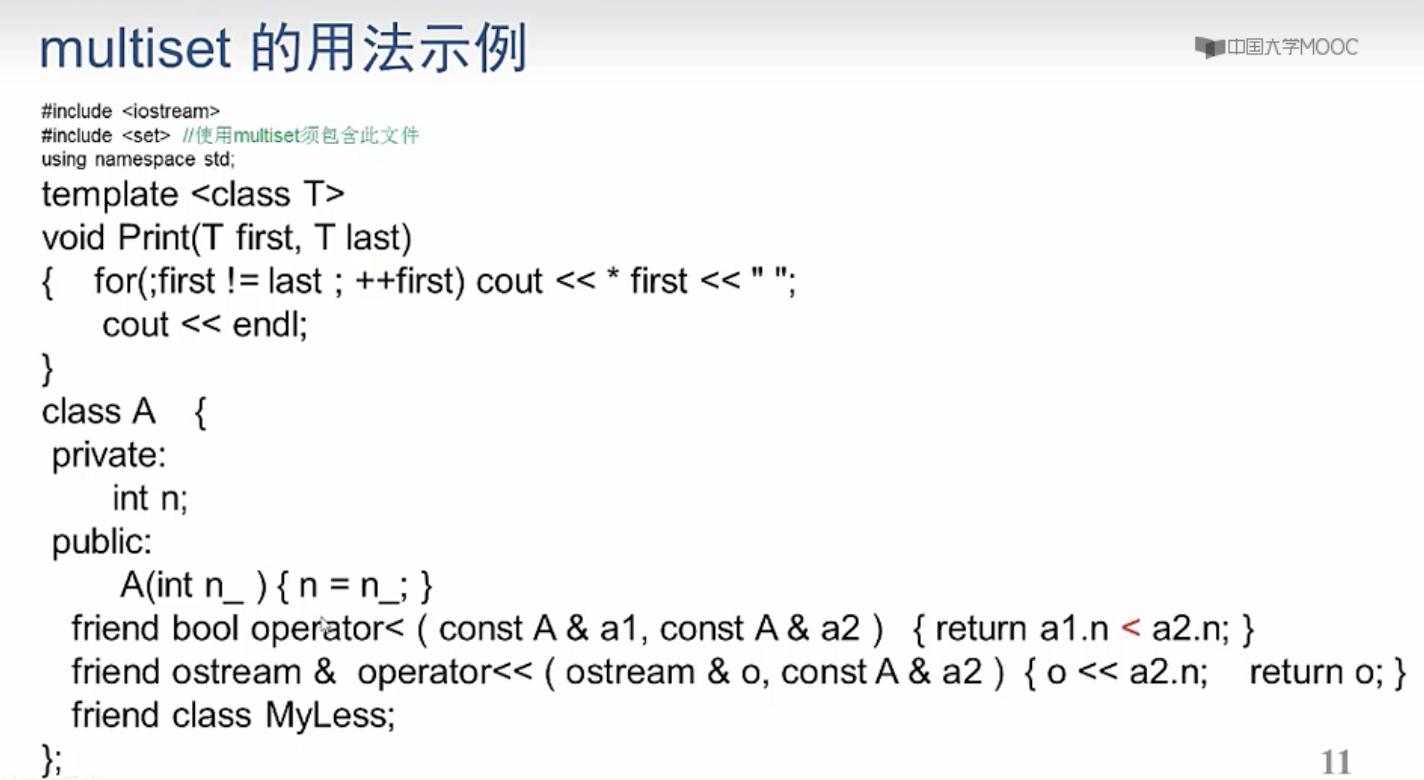 multiset 的用法示例
中国大学MOOC
#include <iostream>
#include <set> //使用multiset须包含此文件
using namespace std;
template <class T>
void Print(T first, T last)
{ for(;first != last ; ++first) cout << * first << " ";
cout << endl;
}
class A {
private:
int n;
public:
A(int n_ ) { n = n_; }
friend bool operator< ( const A & a1, const A & a2 ) { return a1.n < a2.n; }
friend ostream & operator<< ( ostream & o, const A & a2 ) { o << a2.n; return o; }
friend class MyLess;
};
11